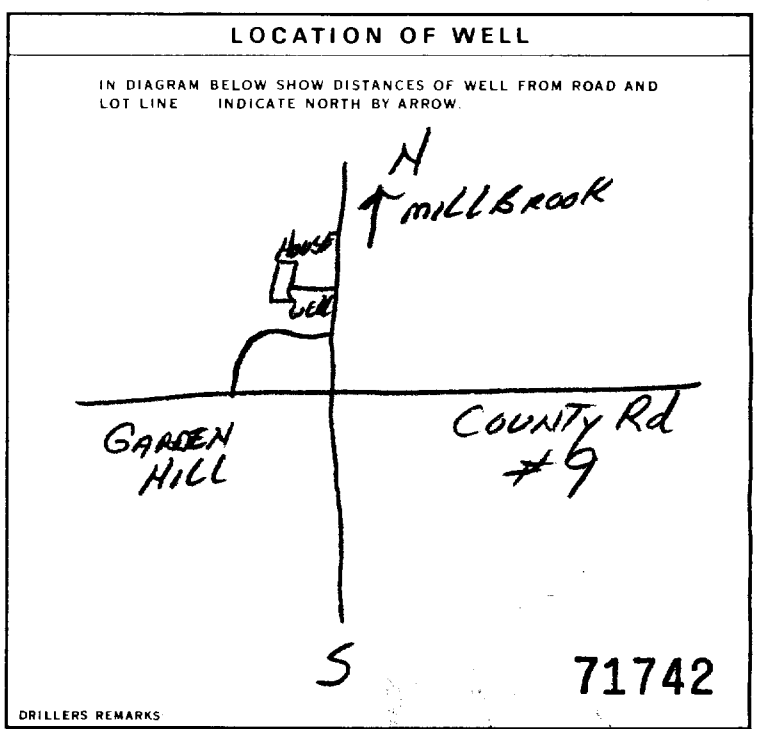 LOCATION OF WELL
IN DIAGRAM BELOW SHOW DISTANCES OF WELL FROM ROAD AND
LOT LINE INDICATE NORTH BY ARROW.
N
MILLBROOK
HOUSE
WELL
GARDEN
HILL
COUNTY Rd
#9
S
71742
DRILLERS REMARKS